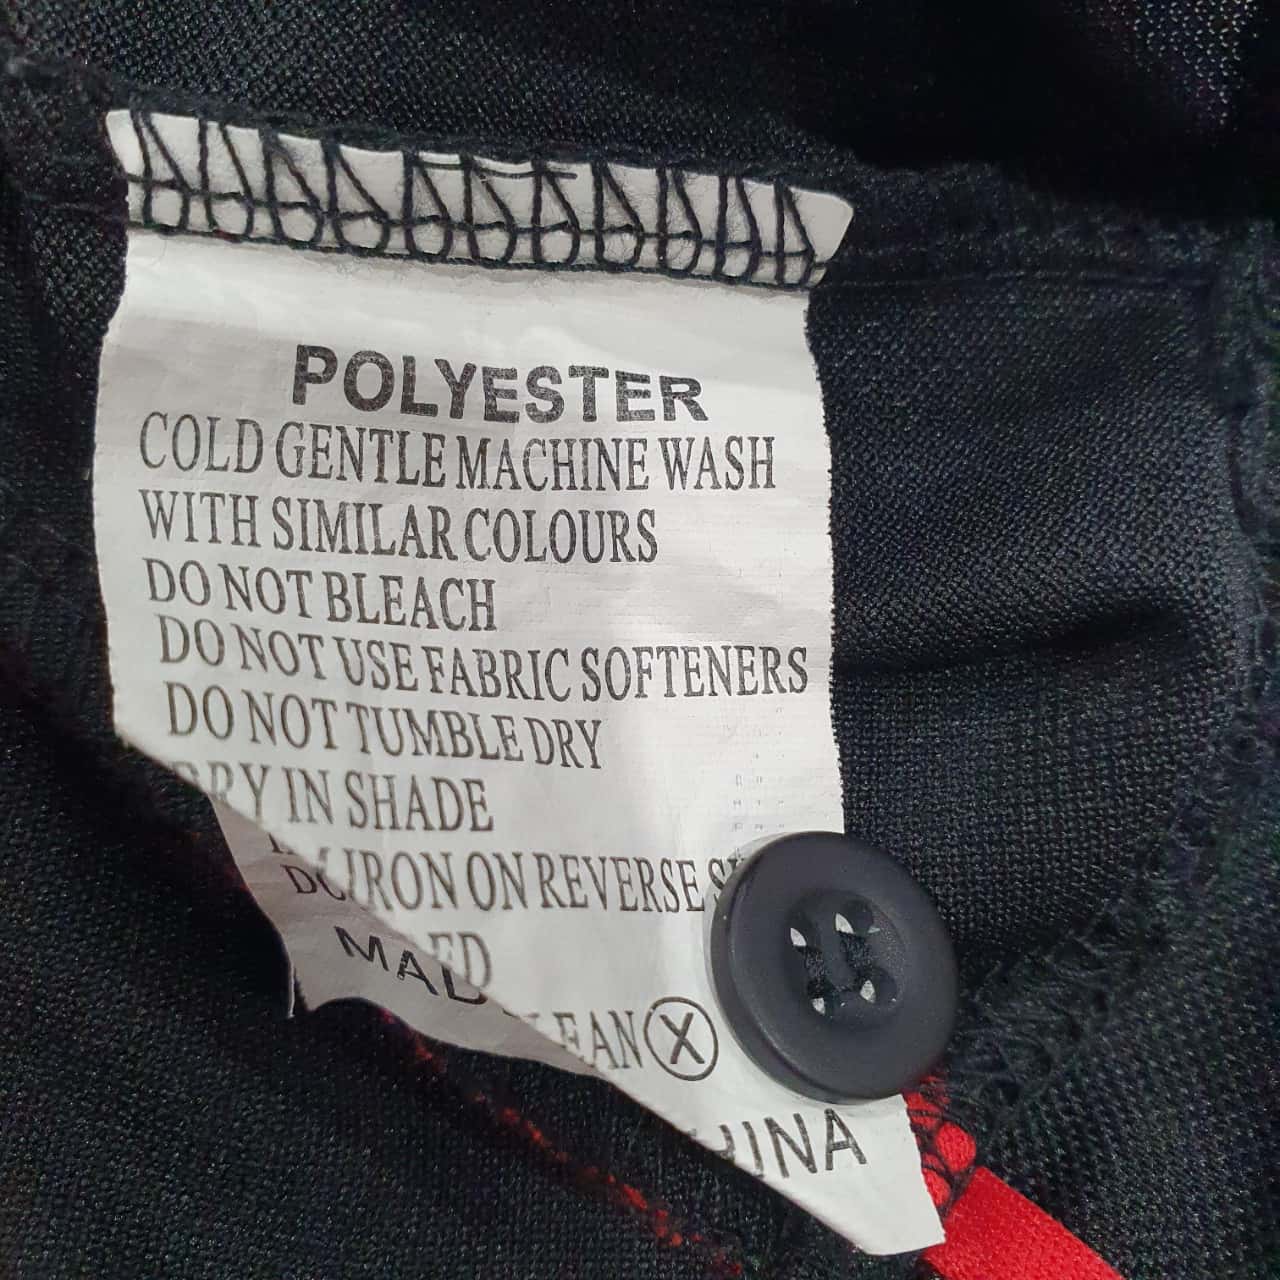 POLYESTER
COLD GENTLE MACHINE WASH
WITH SIMILAR COLOURS
DO NOT BLEACH
DO NOT USE FABRIC SOFTENERS
DO NOT TUMBLE DRY
DRY IN SHADE
IRON ON REVERSE
X